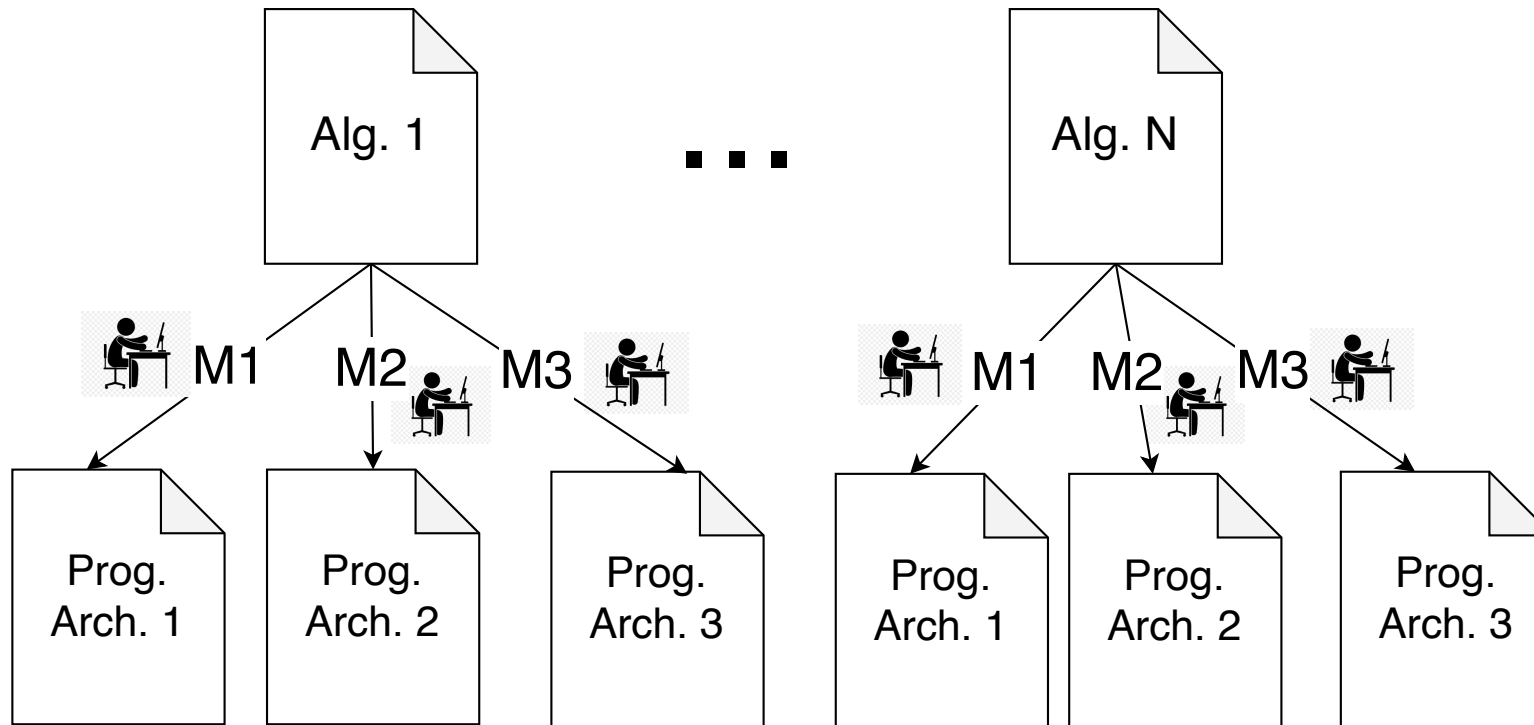 Alg. 1
...
Alg. N
M1
M2
M3
M1
M2
M3
Prog.
Arch. 1
Prog.
Arch. 2
Prog.
Arch. 3
Prog.
Arch. 1
Prog.
Arch. 2
Prog.
Arch. 3